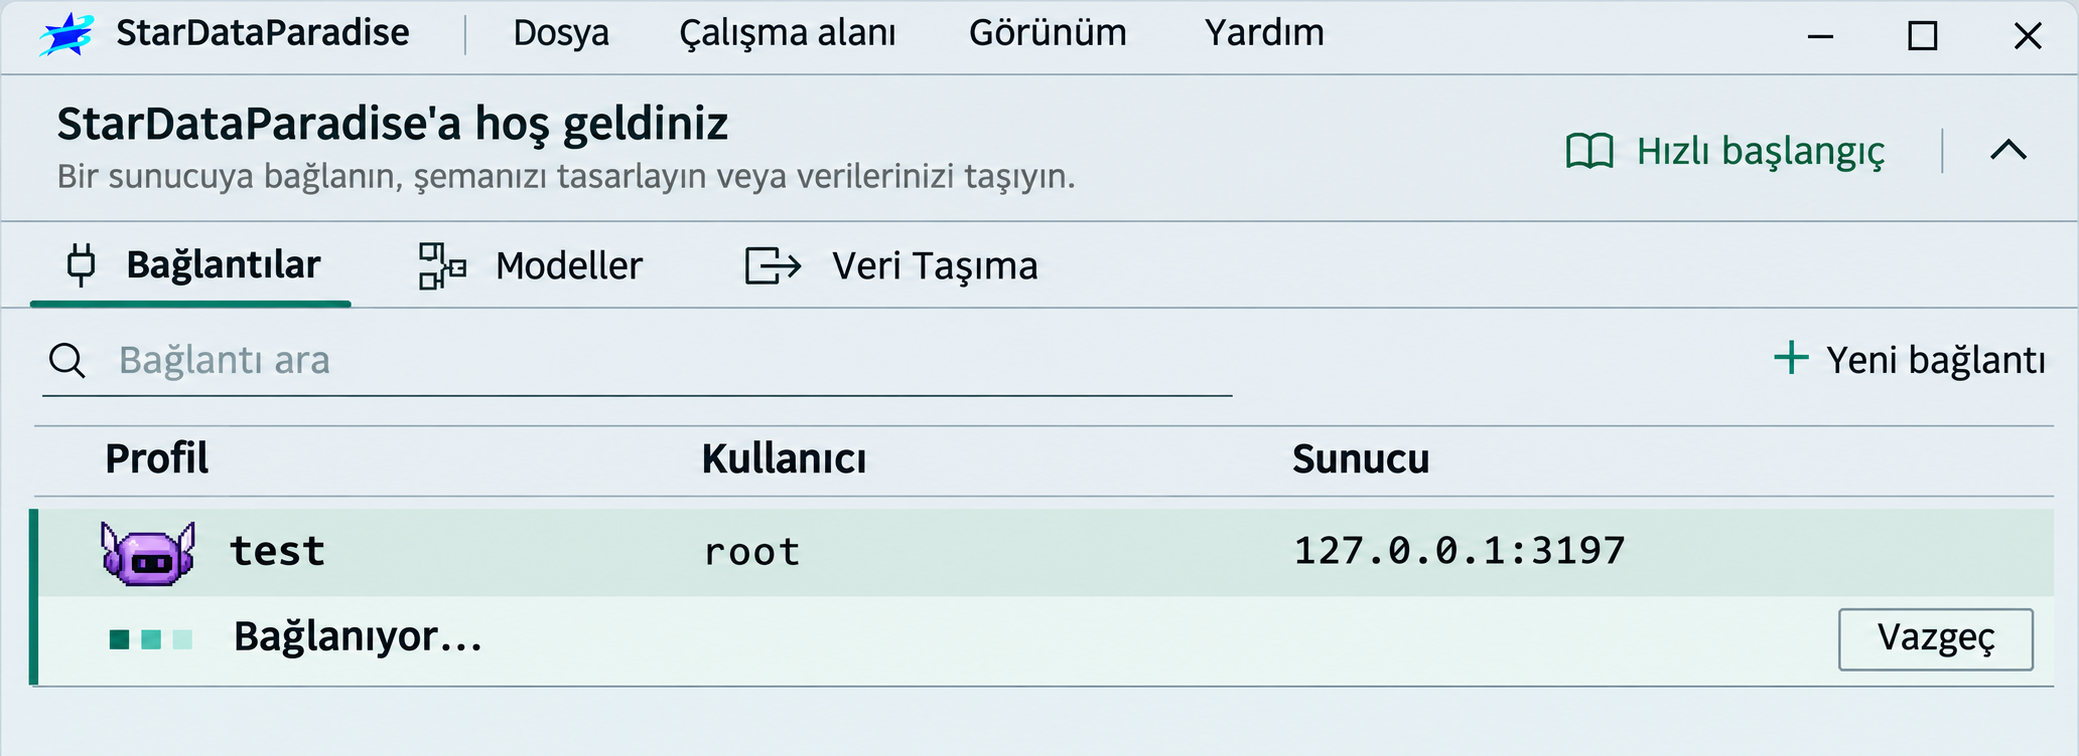 StarDataParadise Dosya Çalışma alanı Görünüm Yardım
StarDataParadise'a hoş geldiniz
Bir sunucuya bağlanın, şemanızı tasarlayın veya verilerinizi taşıyın.
Hızlı başlangıç
Bağlantılar Modeller Veri Taşıma
Bağlantı ara
Yeni bağlantı
Profil Kullanıcı Sunucu
test root 127.0.0.1:3197
Bağlanıyor...
Vazgeç